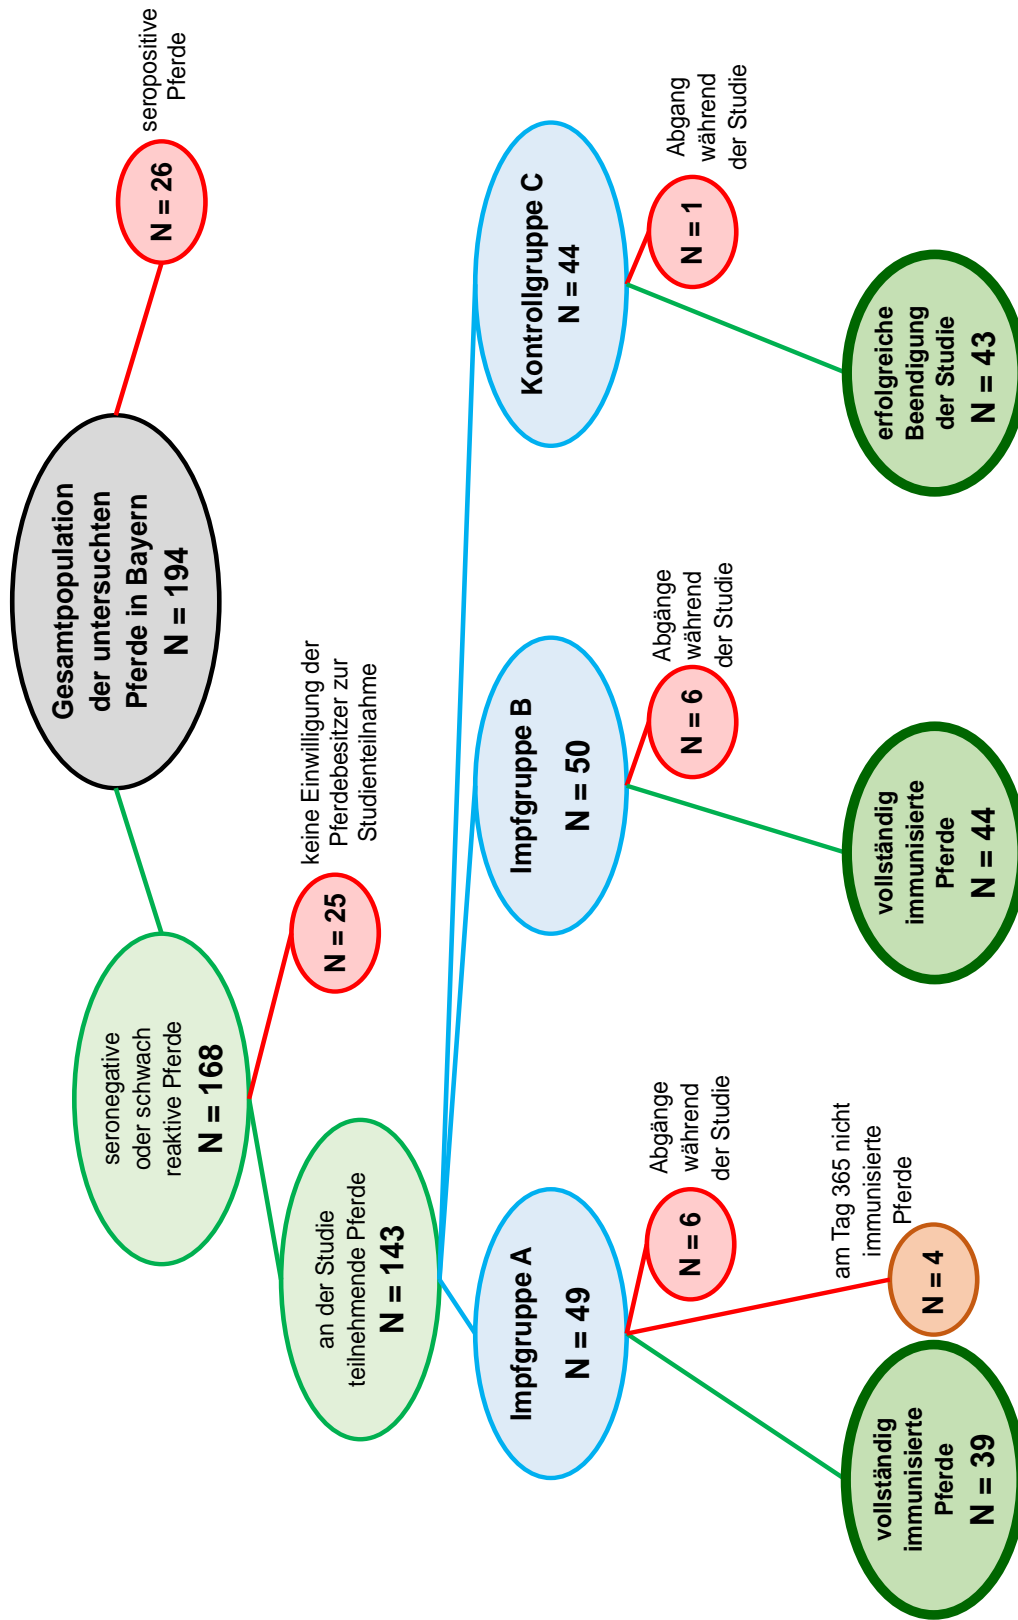 Gesamtpopulation
der untersuchten
Pferde in Bayern
N = 194
N = 26
seropositive
Pferde
seronegative
oder schwach
reaktive Pferde
N = 168
N = 25
keine Einwilligung der
Pferdebesitzer zur
Studienteilnahme
an der Studie
teilnehmende Pferde
N = 143
Impfgruppe A
N = 49
Impfgruppe B
N = 50
Kontrollgruppe C
N = 44
N = 6
Abgänge
während
der Studie
N = 6
Abgänge
während
der Studie
N = 1
Abgang
während
der Studie
vollständig
immunisierte
Pferde
N = 39
N = 4
am Tag 365 nicht
immunisierte
Pferde
vollständig
immunisierte
Pferde
N = 44
erfolgreiche
Beendigung
der Studie
N = 43